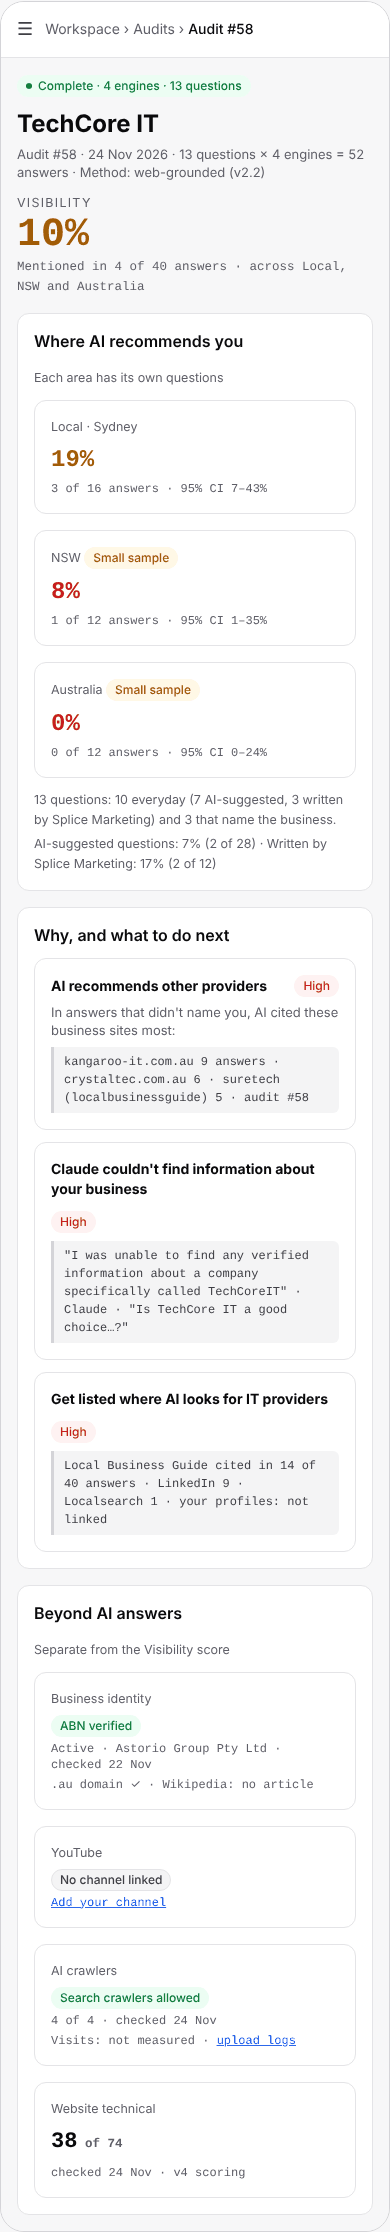 ☰ Workspace › Audits › Audit #58
Complete · 4 engines · 13 questions
TechCore IT
Audit #58 · 24 Nov 2026 · 13 questions × 4 engines = 52
answers · Method: web-grounded (v2.2)
VISIBILITY
10%
Mentioned in 4 of 40 answers · across Local,
NSW and Australia
Where AI recommends you
Each area has its own questions
Local · Sydney
19%
3 of 16 answers · 95% CI 7–43%
NSW Small sample
8%
1 of 12 answers · 95% CI 1–35%
Australia Small sample
0%
0 of 12 answers · 95% CI 0–24%
13 questions: 10 everyday (7 AI-suggested, 3 written
by Splice Marketing) and 3 that name the business.
AI-suggested questions: 7% (2 of 28) · Written by
Splice Marketing: 17% (2 of 12)
Why, and what to do next
AI recommends other providers High
In answers that didn't name you, AI cited these
business sites most:
kangaroo-it.com.au 9 answers ·
crystaltec.com.au 6 · suretech
(localbusinessguide) 5 · audit #58
Claude couldn't find information about
your business
High
"I was unable to find any verified
information about a company
specifically called TechCoreIT" ·
Claude · "Is TechCore IT a good
choice…?"
Get listed where AI looks for IT providers
High
Local Business Guide cited in 14 of
40 answers · LinkedIn 9 ·
Localsearch 1 · your profiles: not
linked
Beyond AI answers
Separate from the Visibility score
Business identity
ABN verified
Active · Astorio Group Pty Ltd ·
checked 22 Nov
.au domain ✓ · Wikipedia: no article
YouTube
No channel linked
Add your channel
AI crawlers
Search crawlers allowed
4 of 4 · checked 24 Nov
Visits: not measured · upload logs
Website technical
38 of 74
checked 24 Nov · v4 scoring